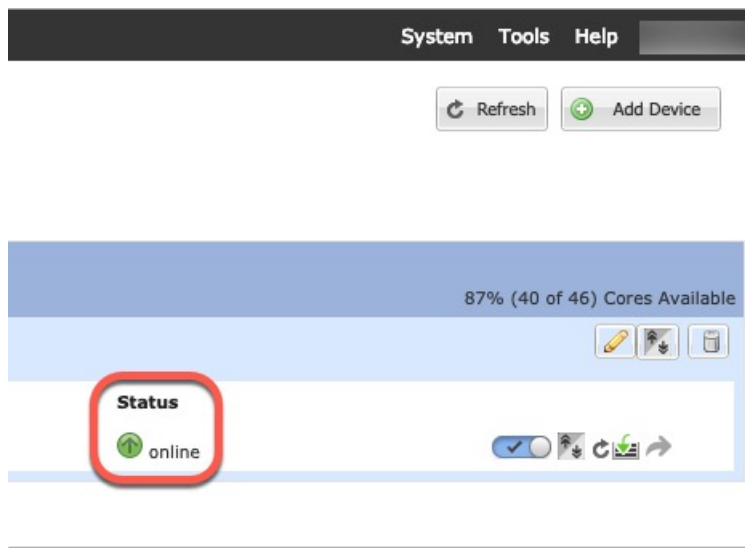 System Tools Help
Refresh Add Device
87% (40 of 46) Cores Available
Status
online